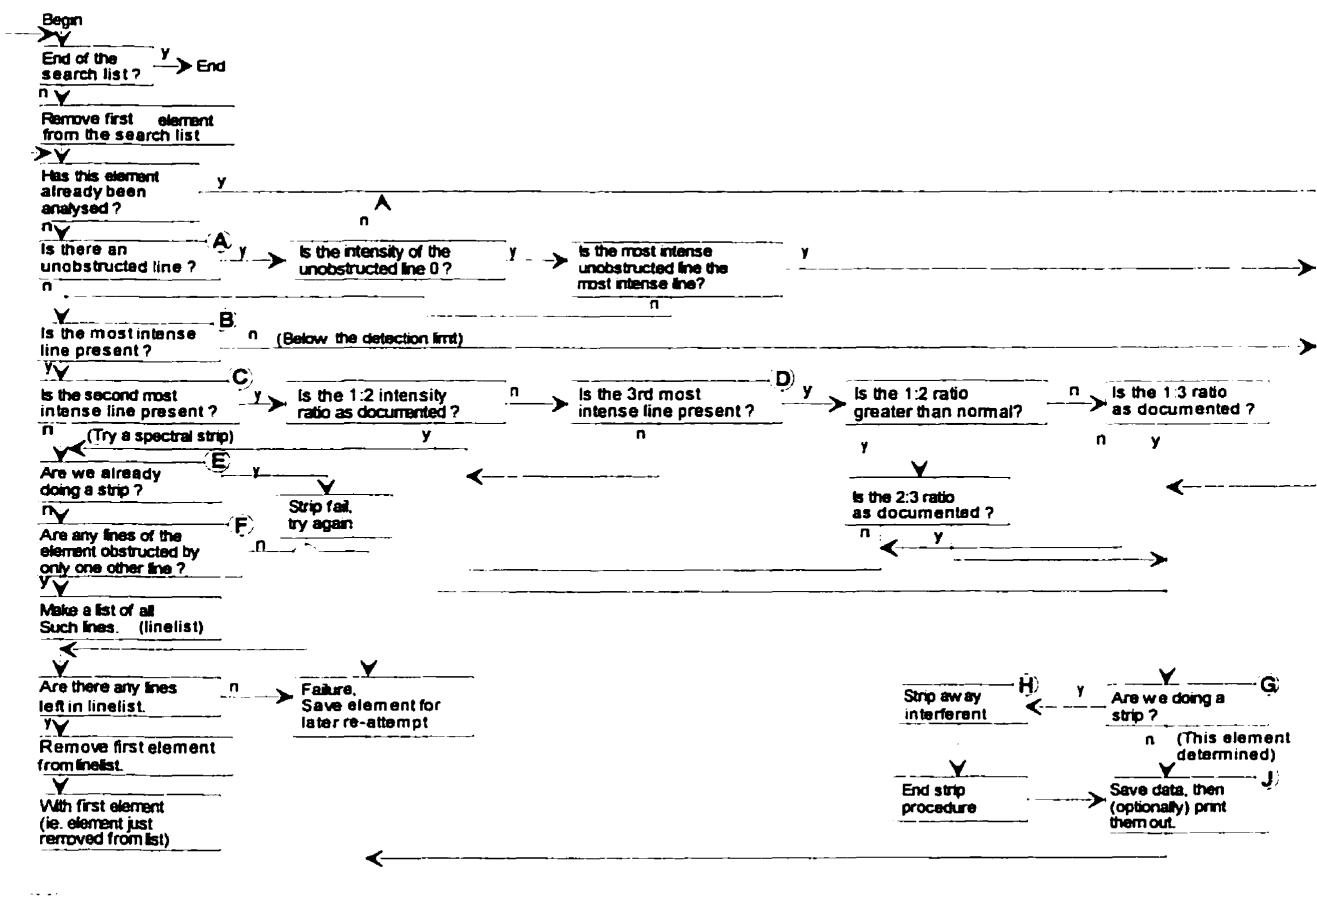 Begin
End of the
search list ?
y
End
n
Remove first element
from the search list
Has this element
already been
analysed ?
y
n
n
Is there an
unobstructed line ?
A
y
Is the intensity of the
unobstructed line 0 ?
y
Is the most intense
unobstructed line the
most intense line?
y
n
n
Is the most intense
line present ?
B
n
(Below the detection limit)
y
Is the second most
intense line present ?
C
y
Is the 1:2 intensity
ratio as documented ?
n
Is the 3rd most
intense line present ?
D
y
Is the 1:2 ratio
greater than normal?
n
Is the 1:3 ratio
as documented ?
n
(Try a spectral strip)
y
n
y
n
y
Are we already
doing a strip ?
E
y
Strip fail,
try again
Is the 2:3 ratio
as documented ?
n
y
n
Are any lines of the
element obstructed by
only one other line ?
F
n
y
Make a list of all
Such lines. (linelist)
Are there any lines
left in linelist.
n
Failure,
Save element for
later re-attempt
Strip away
interferent
H
y
Are we doing a
strip ?
G
y
Remove first element
from linelist.
n
(This element
determined)
With first element
(ie. element just
removed from list)
End strip
procedure
Save data, then
(optionally) print
them out.
J